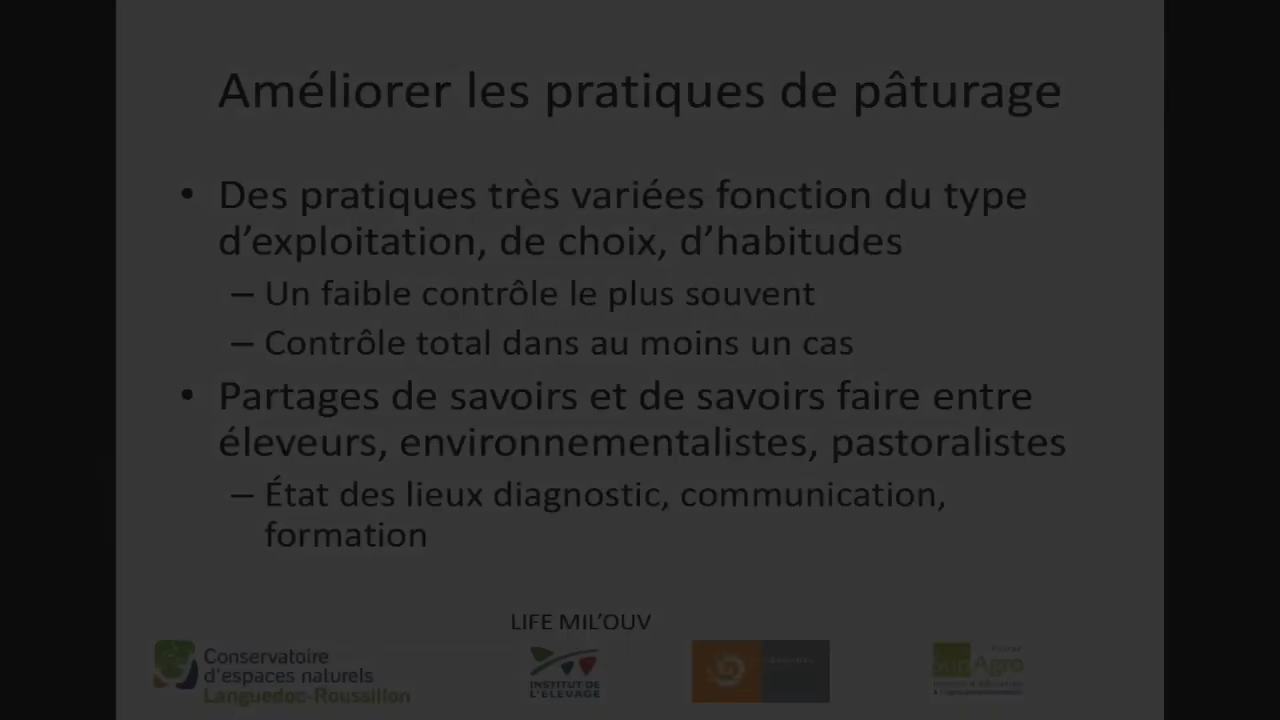 Améliorer les pratiques de pâturage
• Des pratiques très variées fonction du type
d’exploitation, de choix, d’habitudes
– Un faible contrôle le plus souvent
– Contrôle total dans au moins un cas
• Partages de savoirs et de savoirs faire entre
éleveurs, environnementalistes, pastoralistes
– État des lieux diagnostic, communication,
formation
LIFE MIL’OUV
Conservatoire
d'espaces naturels
Languedoc-Roussillon
INSTITUT DE
L'ELEVAGE
Agro